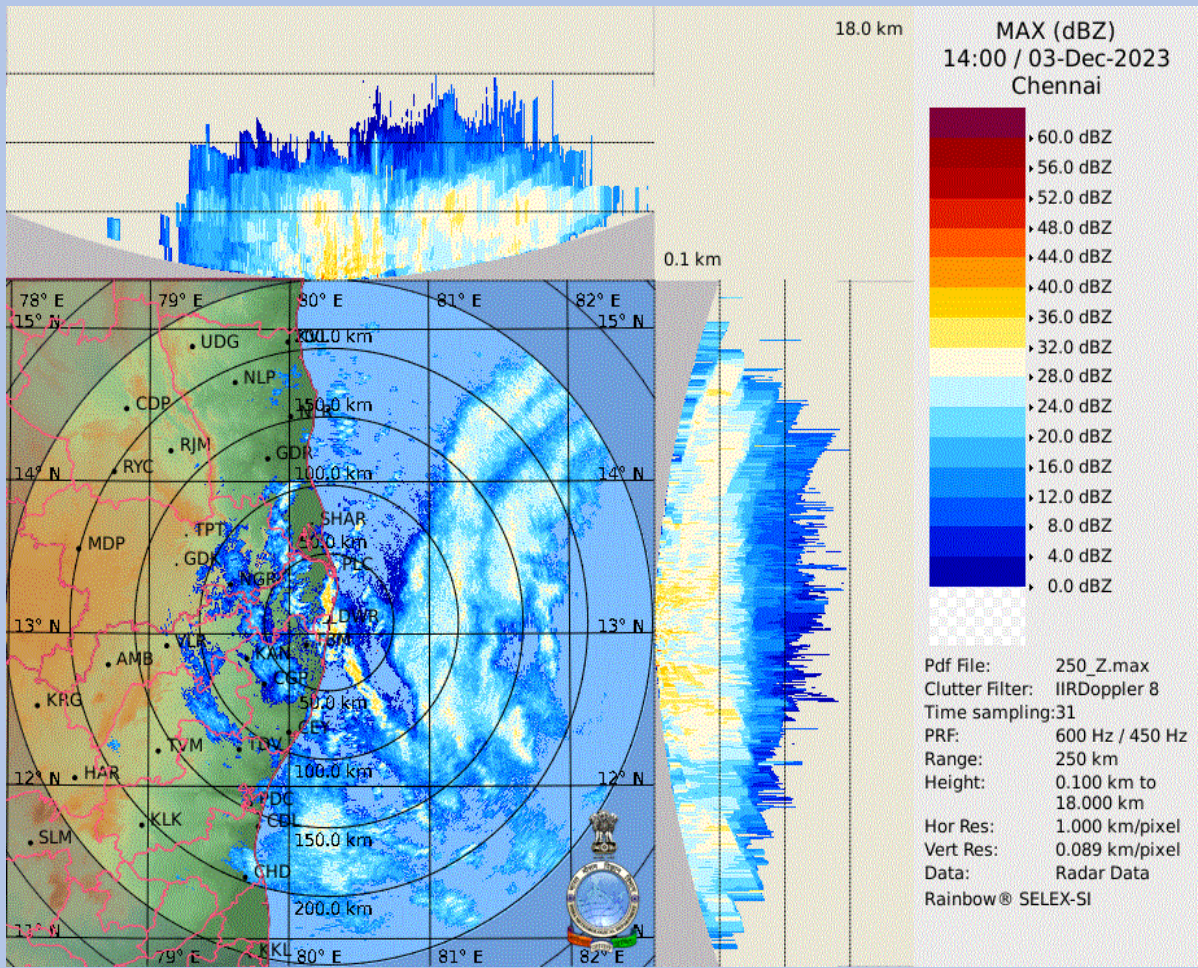 18.0 km
0.1 km
MAX (dBZ)
14:00 / 03-Dec-2023
Chennai
60.0 dBZ
56.0 dBZ
52.0 dBZ
48.0 dBZ
44.0 dBZ
40.0 dBZ
36.0 dBZ
32.0 dBZ
28.0 dBZ
24.0 dBZ
20.0 dBZ
16.0 dBZ
12.0 dBZ
8.0 dBZ
4.0 dBZ
0.0 dBZ
Pdf File: 250_Z.max
Clutter Filter: IIRDoppler 8
Time sampling:31
PRF: 600 Hz / 450 Hz
Range: 250 km
Height: 0.100 km to
18.000 km
Hor Res: 1.000 km/pixel
Vert Res: 0.089 km/pixel
Data: Radar Data
Rainbow® SELEX-SI
78° E 79° E 80° E 81° E 82° E
15° N 15° N
UDG
NLP
CDP
150.0 km
RJM
GDR
RYC
100.0 km
14° N 14° N
SHAR
TPT
50.0 km
MDP
GDK
PLC
NGR
DWR
13° N 13° N
VLR
KAN
AMB
CGP
KRG
50.0 km
TVM
TDV
100.0 km
HAR
12° N 12° N
PDC
KLK
CDL
SLM
150.0 km
CHD
200.0 km
KKL
79° E 80° E 81° E 82° E